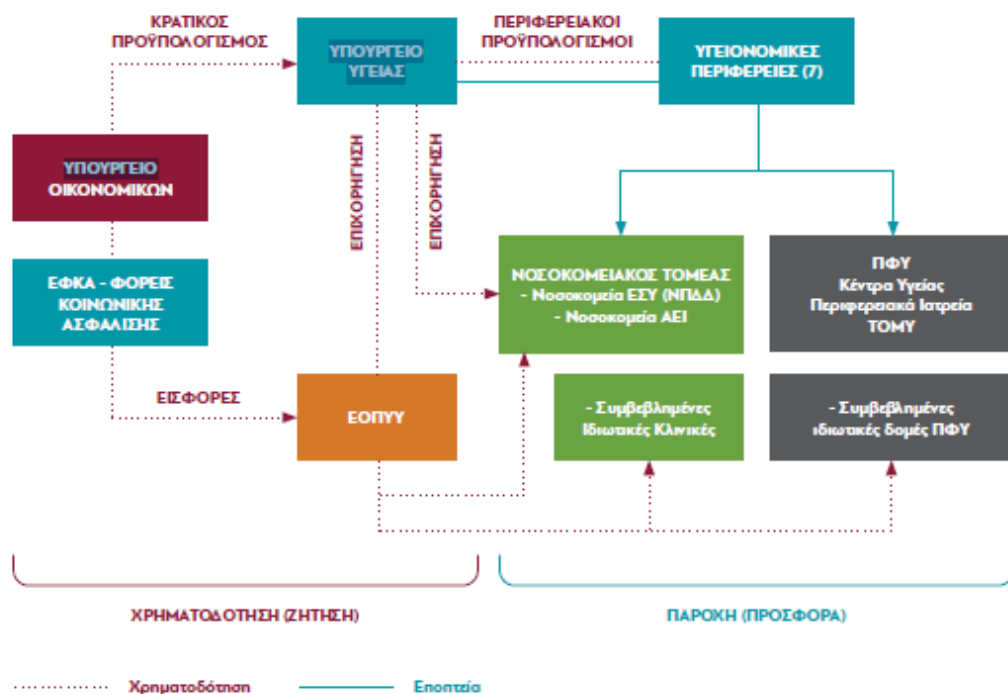 ΚΡΑΤΙΚΟΣ
ΠΡΟΫΠΟΛΟΓΙΣΜΟΣ
ΥΠΟΥΡΓΕΙΟ
ΥΓΕΙΑΣ
ΠΕΡΙΦΕΡΕΙΑΚΟΙ
ΠΡΟΫΠΟΛΟΓΙΣΜΟΙ
ΥΓΕΙΟΝΟΜΙΚΕΣ
ΠΕΡΙΦΕΡΕΙΕΣ (7)
ΥΠΟΥΡΓΕΙΟ
ΟΙΚΟΝΟΜΙΚΩΝ
ΕΠΙΧΟΡΗΓΗΣΗ
ΕΠΙΧΟΡΗΓΗΣΗ
ΕΦΚΑ - ΦΟΡΕΙΣ
ΚΟΙΝΩΝΙΚΗΣ
ΑΣΦΑΛΙΣΗΣ
ΝΟΣΟΚΟΜΕΙΑΚΟΣ ΤΟΜΕΑΣ
- Νοσοκομεία ΕΣΥ (ΝΠΔΔ)
- Νοσοκομεία ΑΕΙ
ΠΦΥ
Κέντρα Υγείας
Περιφερειακά Ιατρεία
ΤΟΜΥ
ΕΙΣΦΟΡΕΣ
ΕΟΠΥΥ
- Συμβεβλημένες
Ιδιωτικές Κλινικές
- Συμβεβλημένες
ιδιωτικές δομές ΠΦΥ
ΧΡΗΜΑΤΟΔΟΤΗΣΗ (ΖΗΤΗΣΗ)
ΠΑΡΟΧΗ (ΠΡΟΣΦΟΡΑ)
Χρηματοδότηση
Εποπτεία